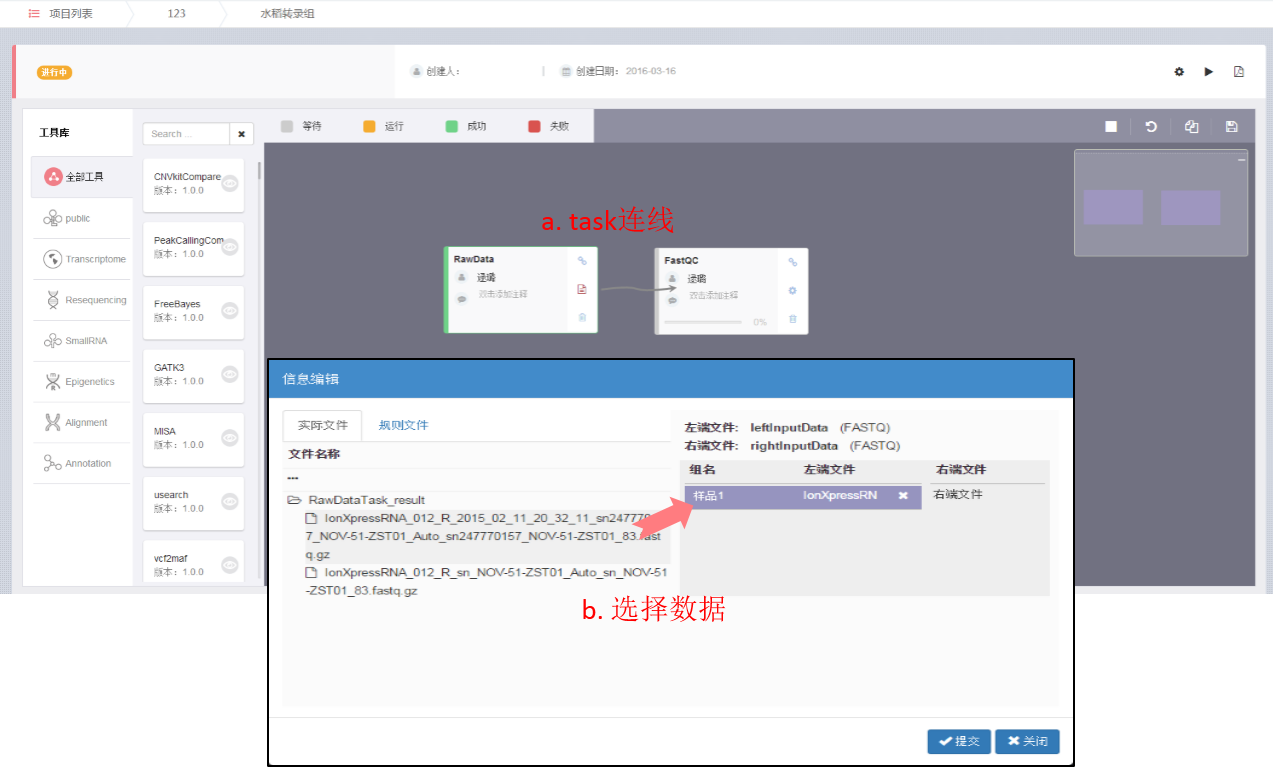 项目列表 123 水稻转录组
进行中 创建人： 创建日期： 2016-03-16
工具库
Search ...
等待 运行 成功 失败
全部工具
public
Transcriptome
Resequencing
SmallRNA
Epigenetics
Alignment
Annotation
CNVkitCompare
版本：1.0.0
PeakCallingCom
版本：1.0.0
FreeBayes
版本：1.0.0
GATK3
版本：1.0.0
MISA
版本：1.0.0
usearch
版本：1.0.0
vcf2maf
版本：1.0.0
a. task连线
RawData
双击添加注释
FastQC
双击添加注释
0%
信息编辑
实际文件 规则文件
文件名称
...
RawDataTask_result
IonXpressRNA_012_R_2015_02_11_20_32_11_sn247770
7_NOV-51-ZST01_Auto_sn247770157_NOV-51-ZST01_83.fast
q.gz
IonXpressRNA_012_R_sn_NOV-51-ZST01_Auto_sn_NOV-51
-ZST01_83.fastq.gz
左端文件： leftInputData (FASTQ)
右端文件： rightInputData (FASTQ)
组名 左端文件 右端文件
样品1 IonXpressRN 右端文件
b. 选择数据
提交 关闭